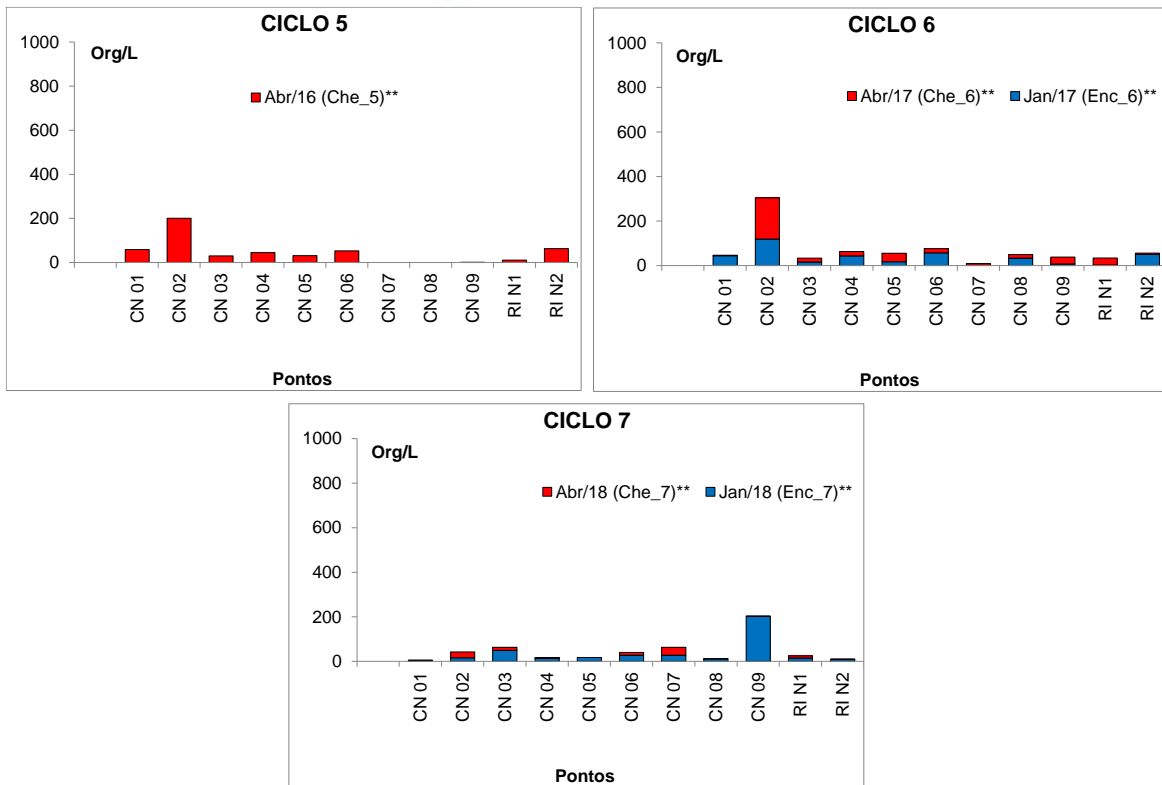 CICLO 5
Org/L
Abr/16 (Che_5)**
1000
800
600
400
200
0
CN 01
CN 02
CN 03
CN 04
CN 05
CN 06
CN 07
CN 08
CN 09
RI N1
RI N2
Pontos
CICLO 6
Org/L
Abr/17 (Che_6)** Jan/17 (Enc_6)**
1000
800
600
400
200
0
CN 01
CN 02
CN 03
CN 04
CN 05
CN 06
CN 07
CN 08
CN 09
RI N1
RI N2
Pontos
CICLO 7
Org/L
Abr/18 (Che_7)** Jan/18 (Enc_7)**
1000
800
600
400
200
0
CN 01
CN 02
CN 03
CN 04
CN 05
CN 06
CN 07
CN 08
CN 09
RI N1
RI N2
Pontos